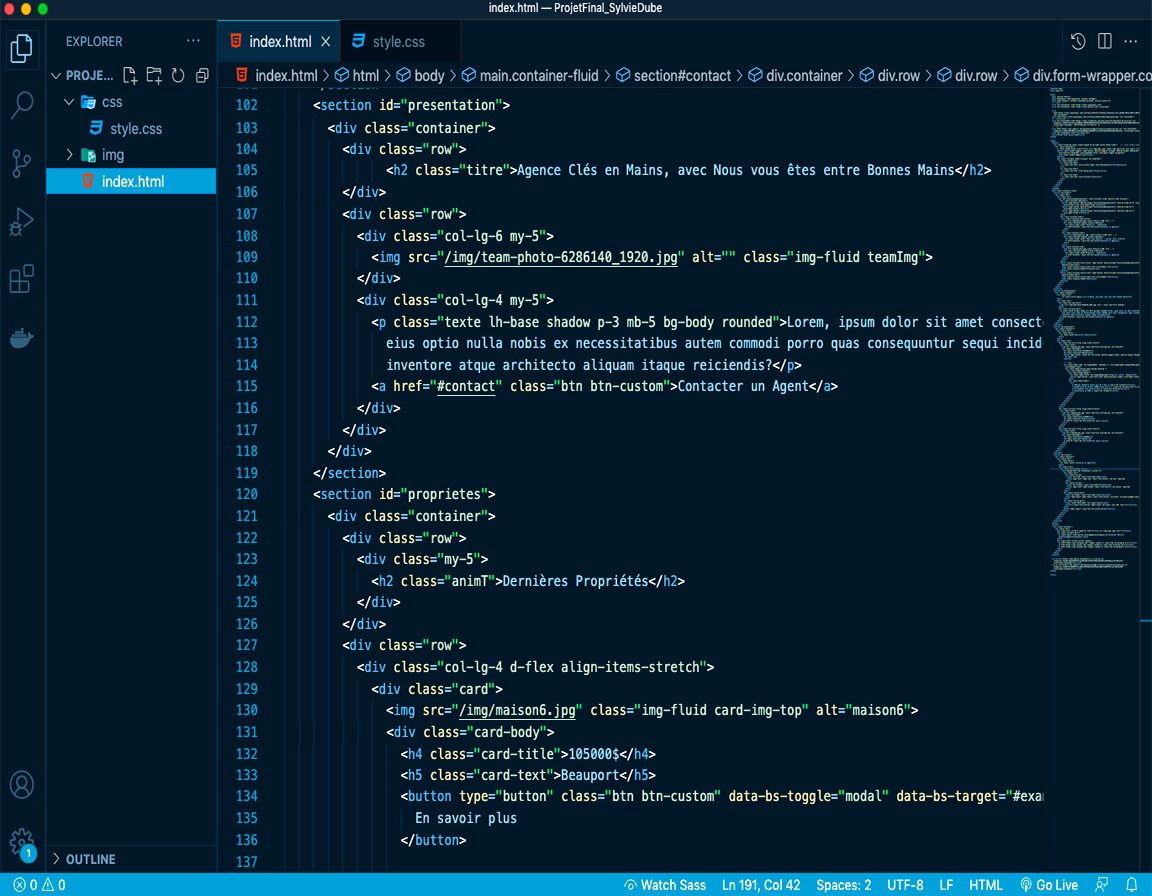 index.html — ProjetFinal_SylvieDube
EXPLORER
PROJE...
css
style.css
img
index.html
OUTLINE
index.html
style.css
index.html > html > body > main.container-fluid > section#contact > div.container > div.row > div.row > div.form-wrapper.co
102 <section id="presentation">
103 <div class="container">
104 <div class="row">
105 <h2 class="titre">Agence Clés en Mains, avec Nous vous êtes entre Bonnes Mains</h2>
106 </div>
107 <div class="row">
108 <div class="col-lg-6 my-5">
109 <img src="/img/team-photo-6286140_1920.jpg" alt="" class="img-fluid teamImg">
110 </div>
111 <div class="col-lg-4 my-5">
112 <p class="texte lh-base shadow p-3 mb-5 bg-body rounded">Lorem, ipsum dolor sit amet consect
113 eius optio nulla nobis ex necessitatibus autem commodi porro quas consequuntur sequi incid
114 inventore atque architecto aliquam itaque reiciendis?</p>
115 <a href="#contact" class="btn btn-custom">Contacter un Agent</a>
116 </div>
117 </div>
118 </div>
119 </section>
120 <section id="proprietes">
121 <div class="container">
122 <div class="row">
123 <div class="my-5">
124 <h2 class="animT">Dernières Propriétés</h2>
125 </div>
126 </div>
127 <div class="row">
128 <div class="col-lg-4 d-flex align-items-stretch">
129 <div class="card">
130 <img src="/img/maison6.jpg" class="img-fluid card-img-top" alt="maison6">
131 <div class="card-body">
132 <h4 class="card-title">105000$</h4>
133 <h5 class="card-text">Beauport</h5>
134 <button type="button" class="btn btn-custom" data-bs-toggle="modal" data-bs-target="#exa
135 En savoir plus
136 </button>
137
1
0 0
Watch Sass Ln 191, Col 42 Spaces: 2 UTF-8 LF HTML Go Live